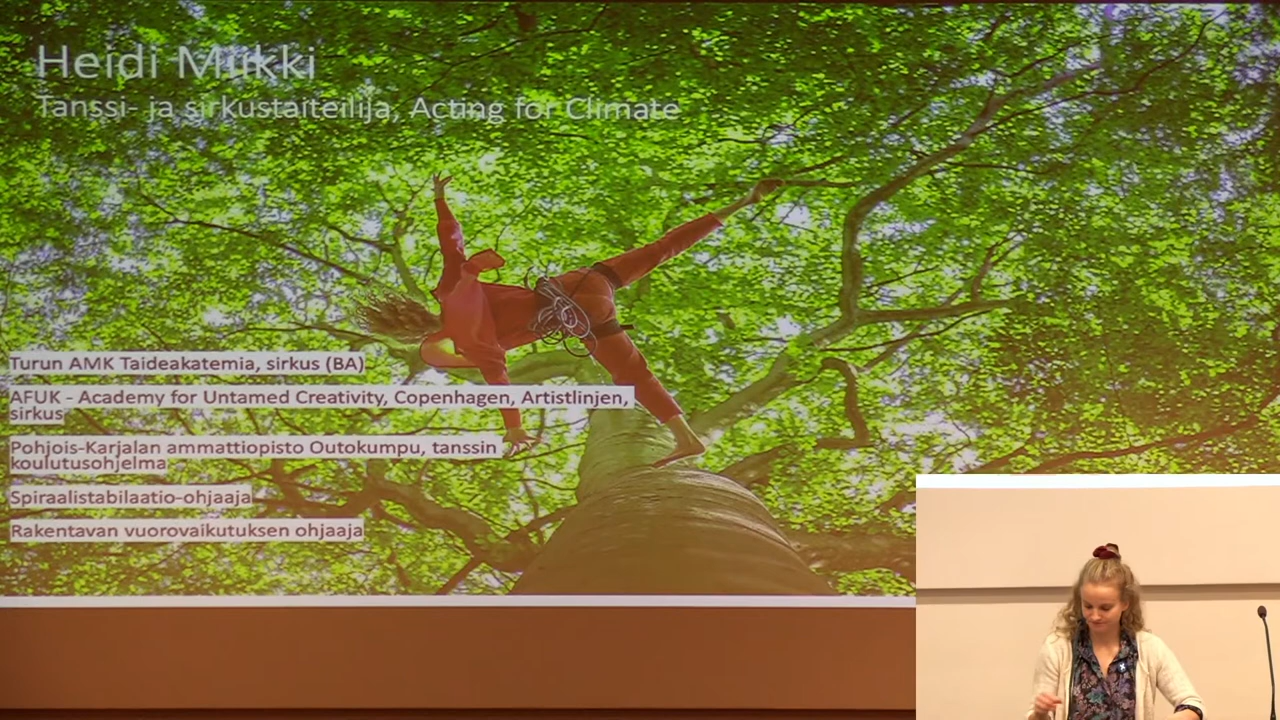 Heidi Miikki
Tanssi- ja sirkustaiteilija, Acting for Climate
Turun AMK Taideakatemia, sirkus (BA)
AFUK - Academy for Untamed Creativity, Copenhagen, Artistlinjen,
sirkus
Pohjois-Karjalan ammattiopisto Outokumpu, tanssin
koulutusohjelma
Spiraalistabilaatio-ohjaaja
Rakentavan vuorovaikutuksen ohjaaja